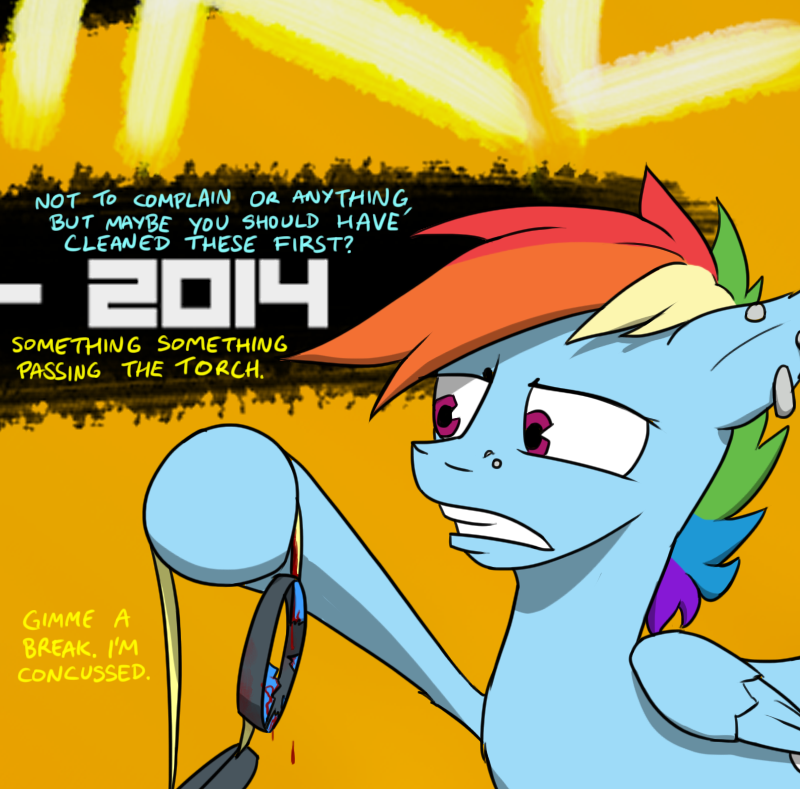 NOT TO COMPLAIN OR ANYTHING,
BUT MAYBE YOU SHOULD HAVE
CLEANED THESE FIRST?
- 2014
SOMETHING SOMETHING
PASSING THE TORCH.
GIMME A
BREAK. I'M
CONCUSSED.